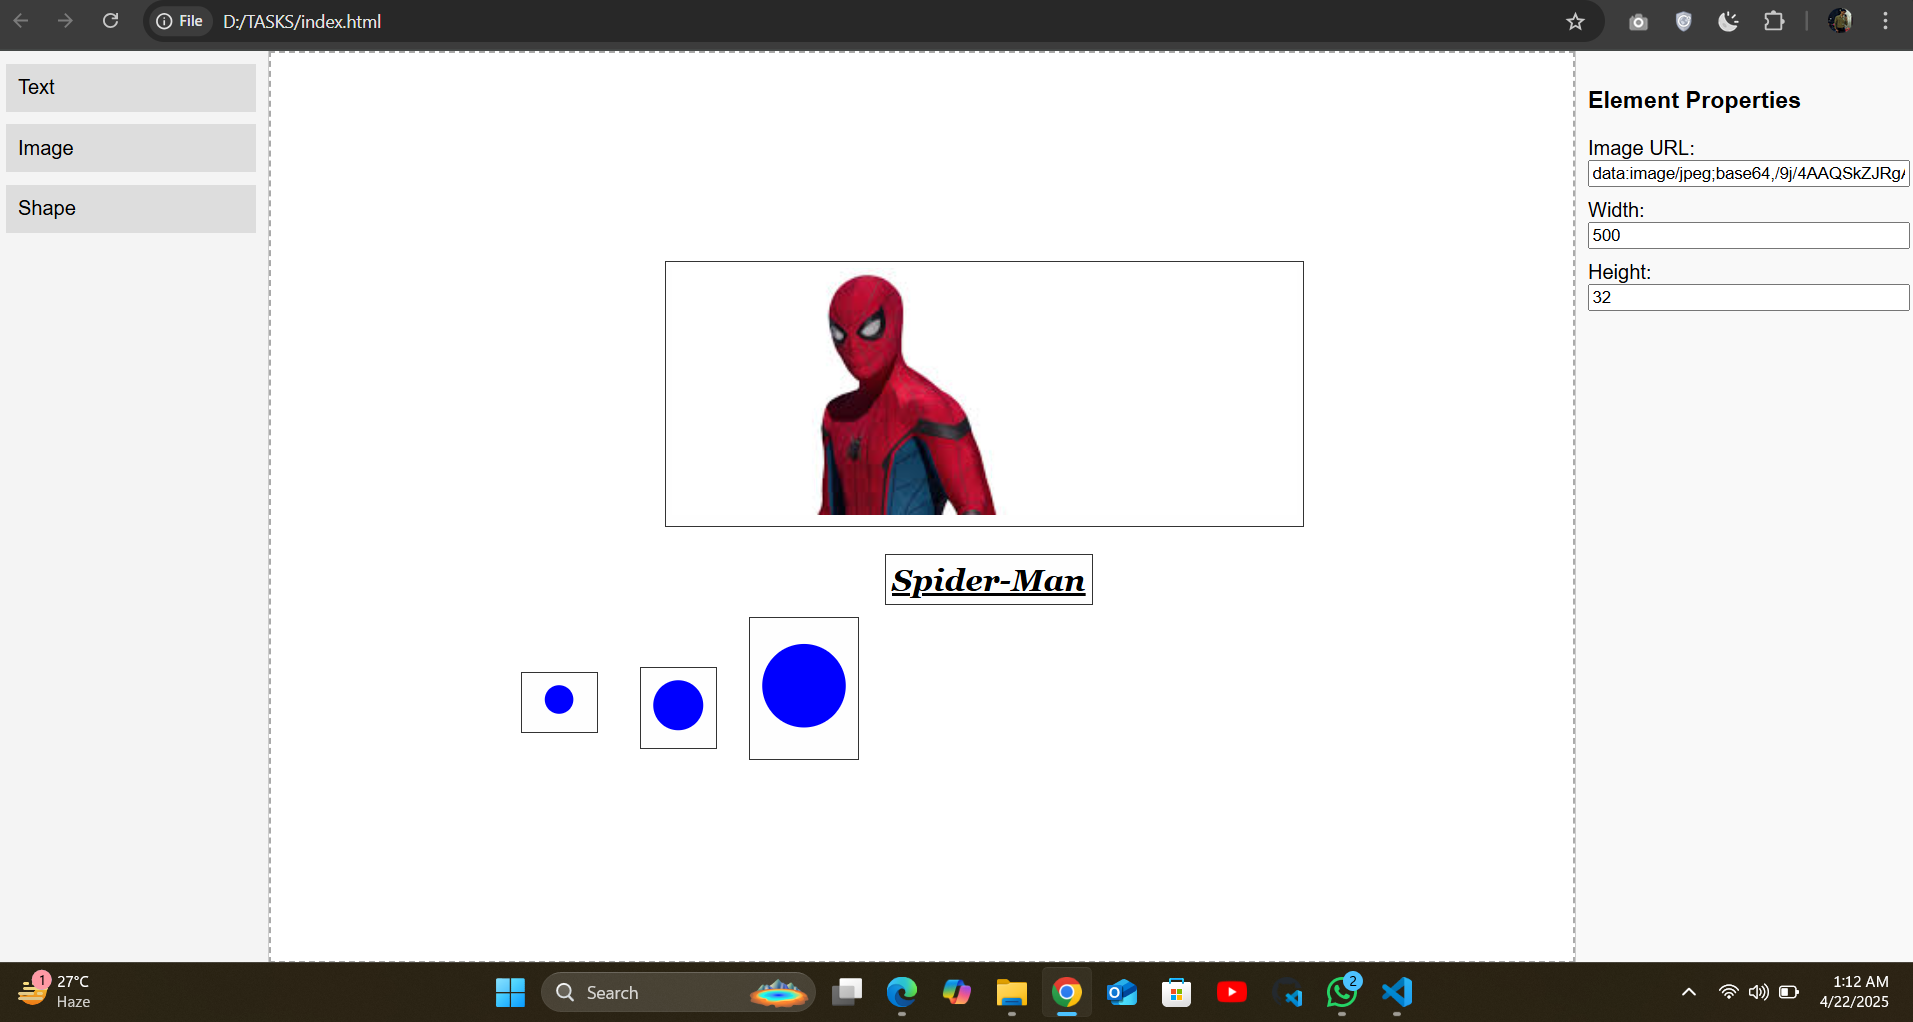 File D:/TASKS/index.html
Text
Image
Shape
Spider-Man
Element Properties
Image URL:
data:image/jpeg;base64,/9j/4AAQSkZJRgA
Width:
500
Height:
32
1
27°C
Haze
Search
2
1:12 AM
4/22/2025